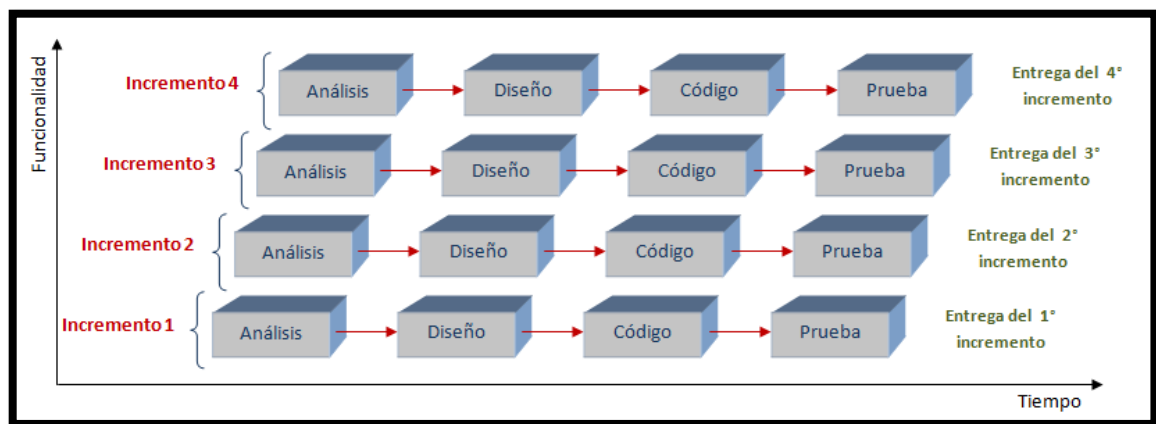 Funcionalidad
Incremento 4
Análisis
Diseño
Código
Prueba
Entrega del 4°
incremento
Incremento 3
Análisis
Diseño
Código
Prueba
Entrega del 3°
incremento
Incremento 2
Análisis
Diseño
Código
Prueba
Entrega del 2°
incremento
Incremento 1
Análisis
Diseño
Código
Prueba
Entrega del 1°
incremento
Tiempo